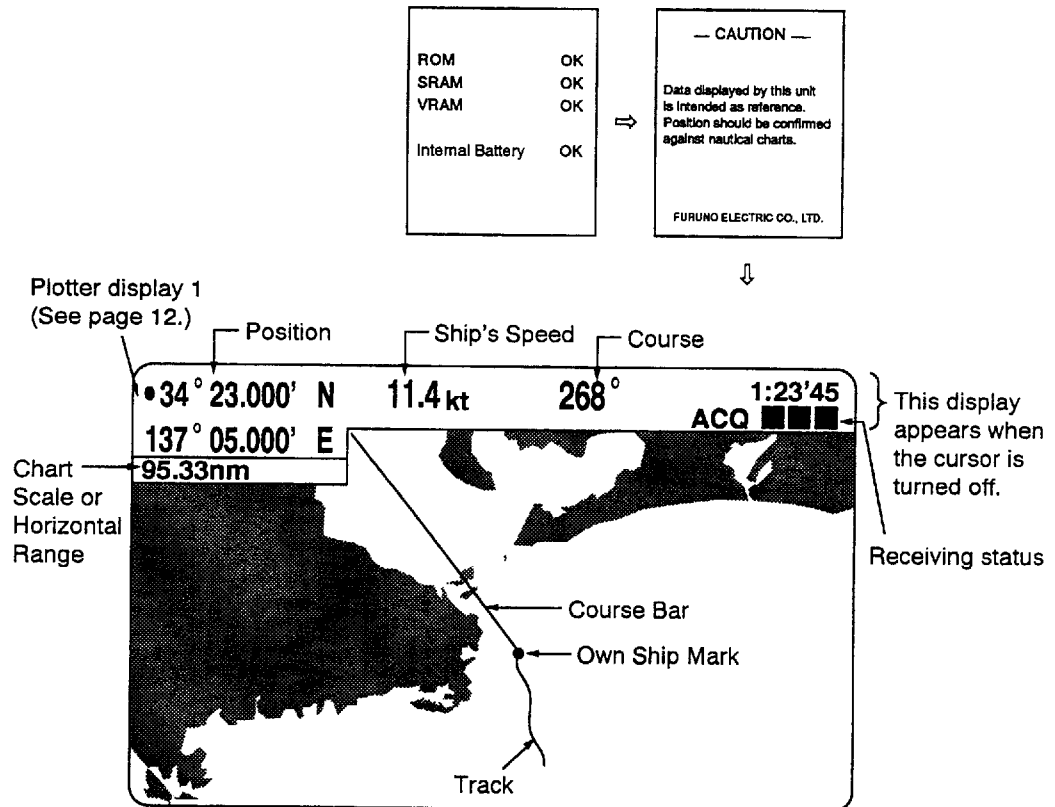 ROM OK
SRAM OK
VRAM OK
Internal Battery OK
— CAUTION —
Data displayed by this unit
is intended as reference.
Position should be confirmed
against nautical charts.
FURUNO ELECTRIC CO., LTD.
Plotter display 1
(See page 12.)
Position
Ship's Speed
Course
34° 23.000' N 11.4 kt 268° 1:23'45
ACQ
137° 05.000' E
95.33nm
This display
appears when
the cursor is
turned off.
Chart
Scale or
Horizontal
Range
Receiving status
Course Bar
Own Ship Mark
Track